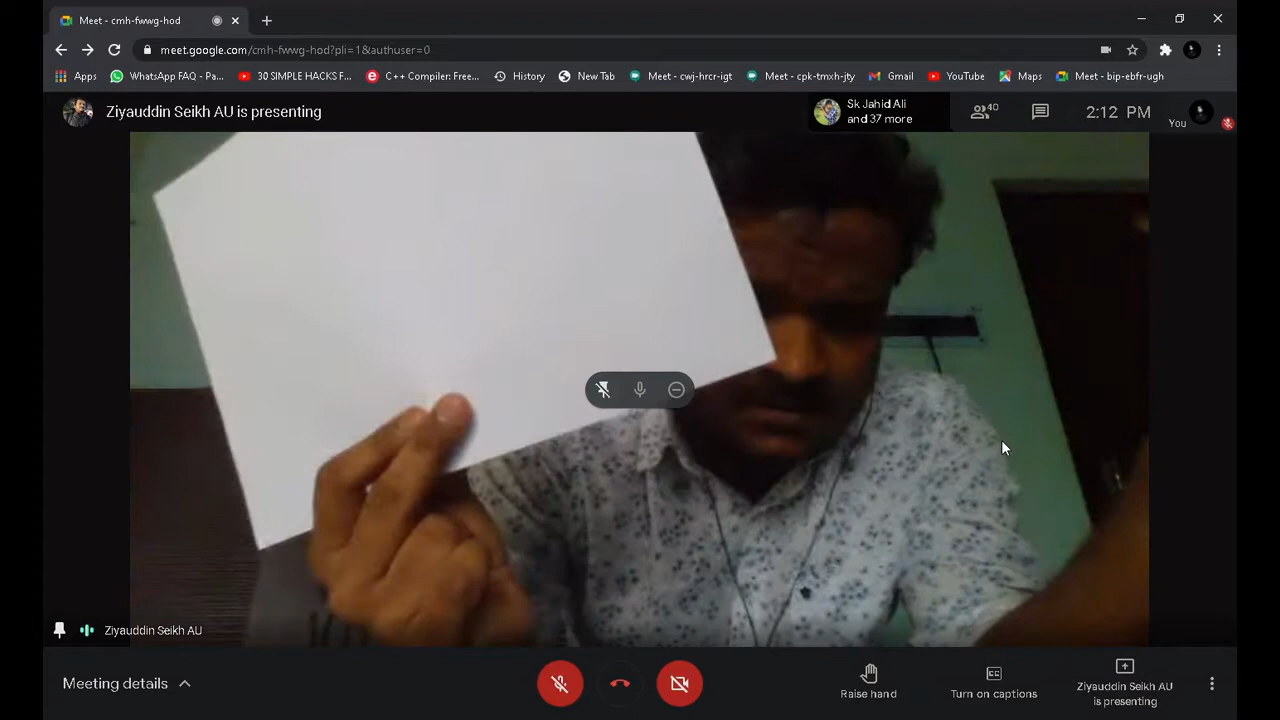 Meet - cmh-fwwg-hod
meet.google.com/cmh-fwwg-hod?pli=1&authuser=0
Apps
WhatsApp FAQ - Pa...
30 SIMPLE HACKS F...
C++ Compiler: Free...
History
New Tab
Meet - cwj-hrcr-igt
Meet - cpk-tmxh-jty
Gmail
YouTube
Maps
Meet - bip-ebfr-ugh
Ziyauddin Seikh AU is presenting
Sk Jahid Ali
and 37 more
40
2:12 PM
You
Ziyauddin Seikh AU
Meeting details
Raise hand
CC
Turn on captions
Ziyauddin Seikh AU
is presenting